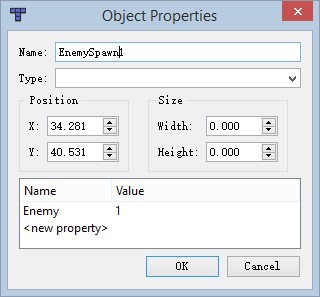 Object Properties
Name: EnemySpawn1
Type:
Position Size
X: 34.281 Width: 0.000
Y: 40.531 Height: 0.000
Name Value
Enemy 1
<new property>
OK Cancel